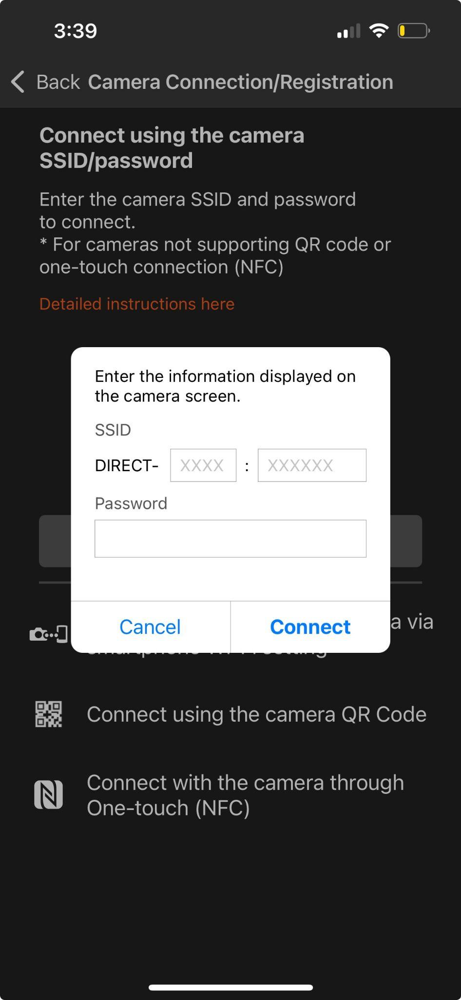 3:39
Back Camera Connection/Registration
Connect using the camera
SSID/password
Enter the camera SSID and password
to connect.
* For cameras not supporting QR code or
one-touch connection (NFC)
Detailed instructions here
Enter the information displayed on
the camera screen.
SSID
DIRECT- XXXX : XXXXXX
Password
Cancel Connect
a via
Connect using the camera QR Code
Connect with the camera through
One-touch (NFC)